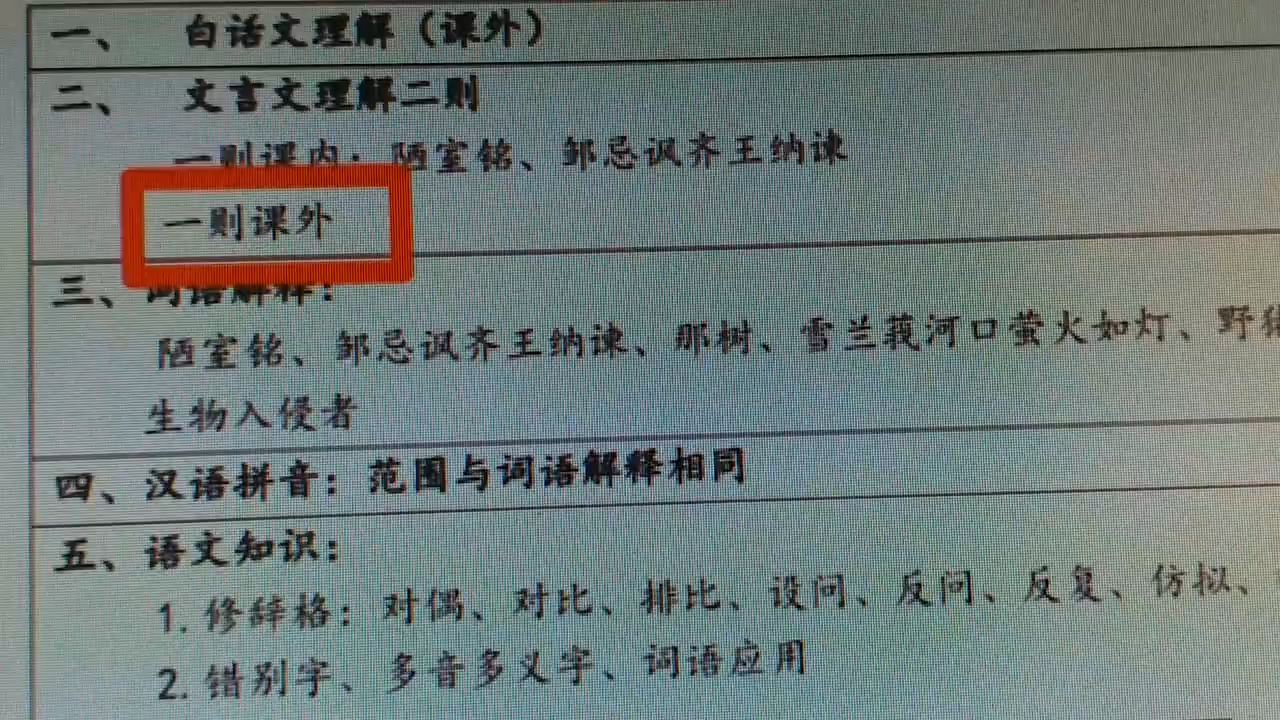 一、 白话文理解（课外）
二、 文言文理解二则
一则课内：陋室铭、邹忌讽齐王纳谏
一则课外
三、词语解释：
陋室铭、邹忌讽齐王纳谏、那树、雪兰莪河口萤火如灯、野
生物入侵者
四、汉语拼音：范围与词语解释相同
五、语文知识：
1. 修辞格：对偶、对比、排比、设问、反问、反复、仿拟、
2. 错别字、多音多义字、词语应用